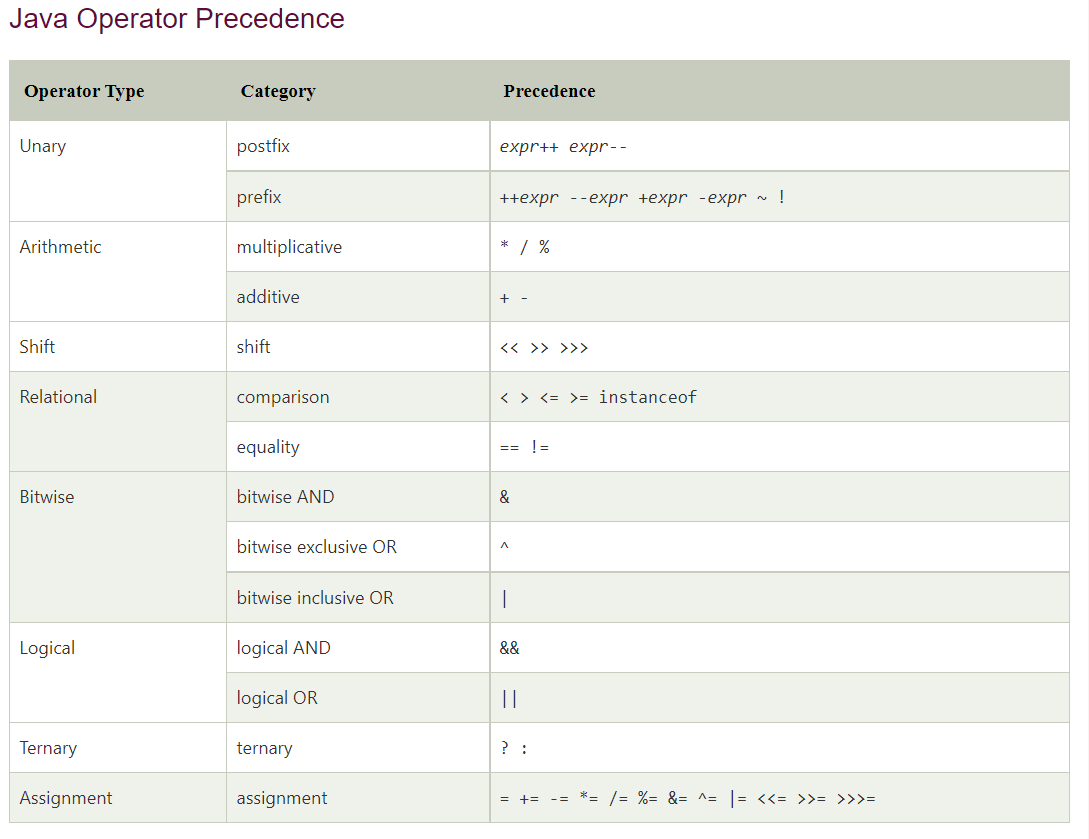 Java Operator Precedence
Operator Type Category Precedence
Unary postfix expr++ expr--
prefix ++expr --expr +expr -expr ~ !
Arithmetic multiplicative * / %
additive + -
Shift shift << >> >>>
Relational comparison < > <= >= instanceof
equality == !=
Bitwise bitwise AND &
bitwise exclusive OR ^
bitwise inclusive OR |
Logical logical AND &&
logical OR ||
Ternary ternary ? :
Assignment assignment = += -= *= /= %= &= ^= |= <<= >>= >>>=